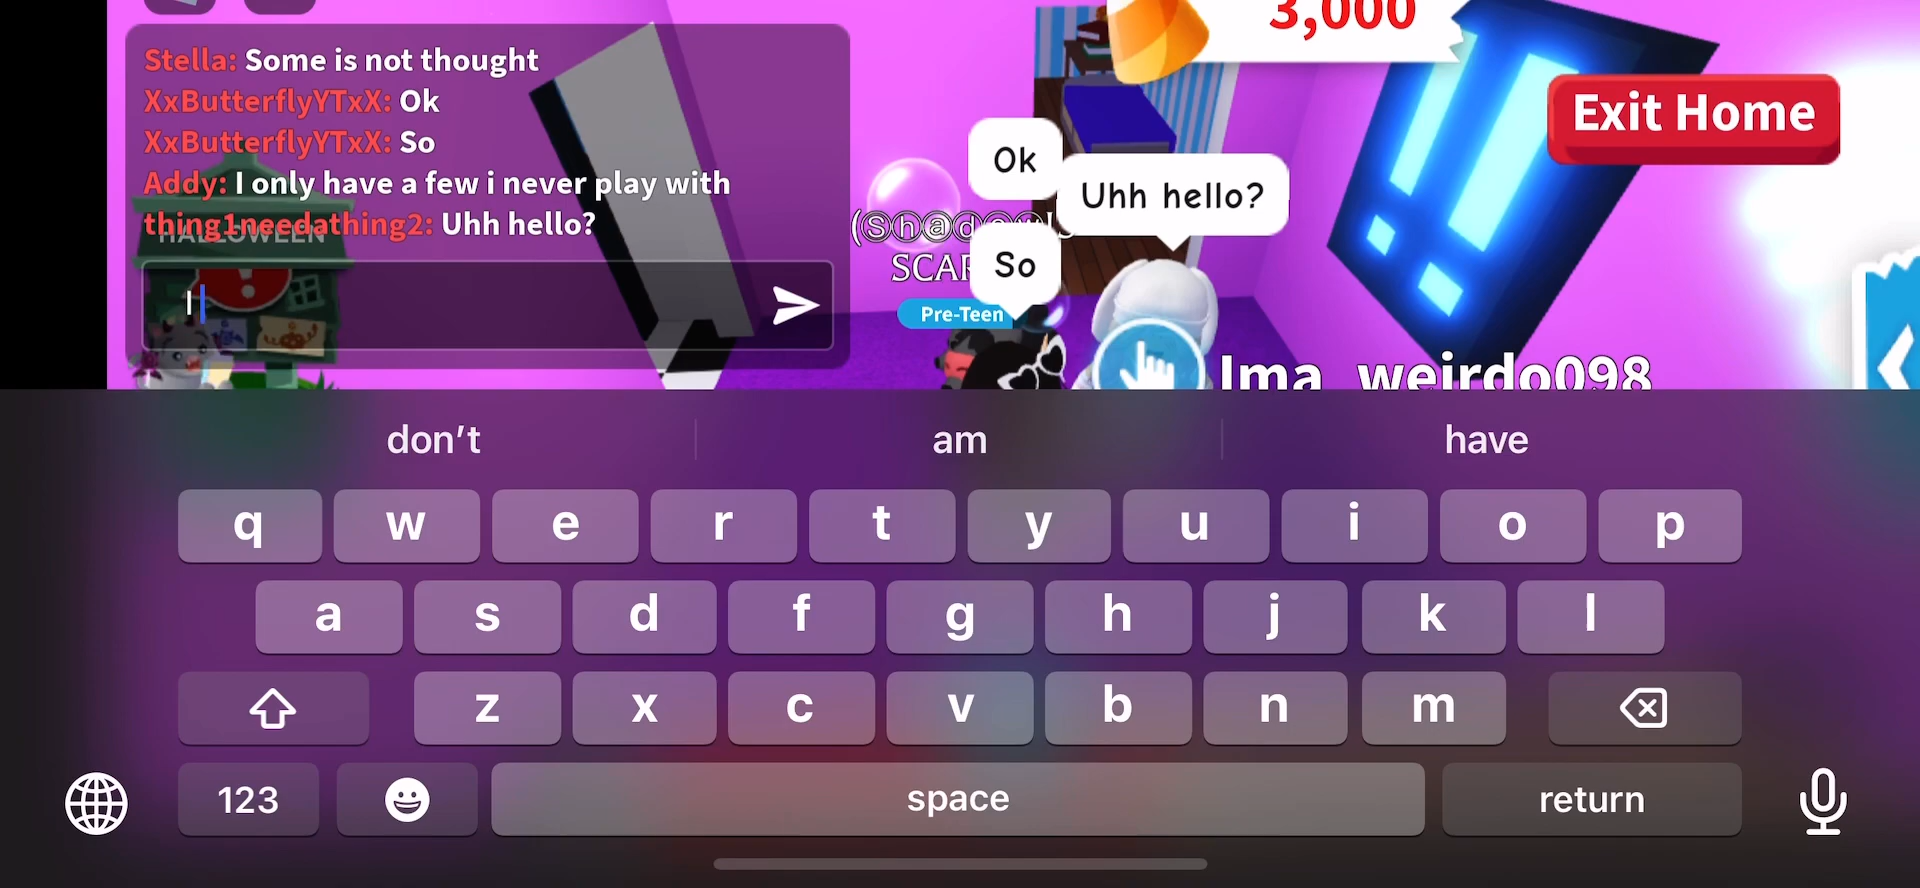 3,000
Stella: Some is not thought
XxButterflyYTxX: Ok
XxButterflyYTxX: So
Addy: I only have a few i never play with
thing1needathing2: Uhh hello?
HALLOWEEN
I
Exit Home
Ok
Uhh hello?
So
Pre-Teen
Ima_weirdo098
don't am have
q w e r t y u i o p
a s d f g h j k l
z x c v b n m
123 space return